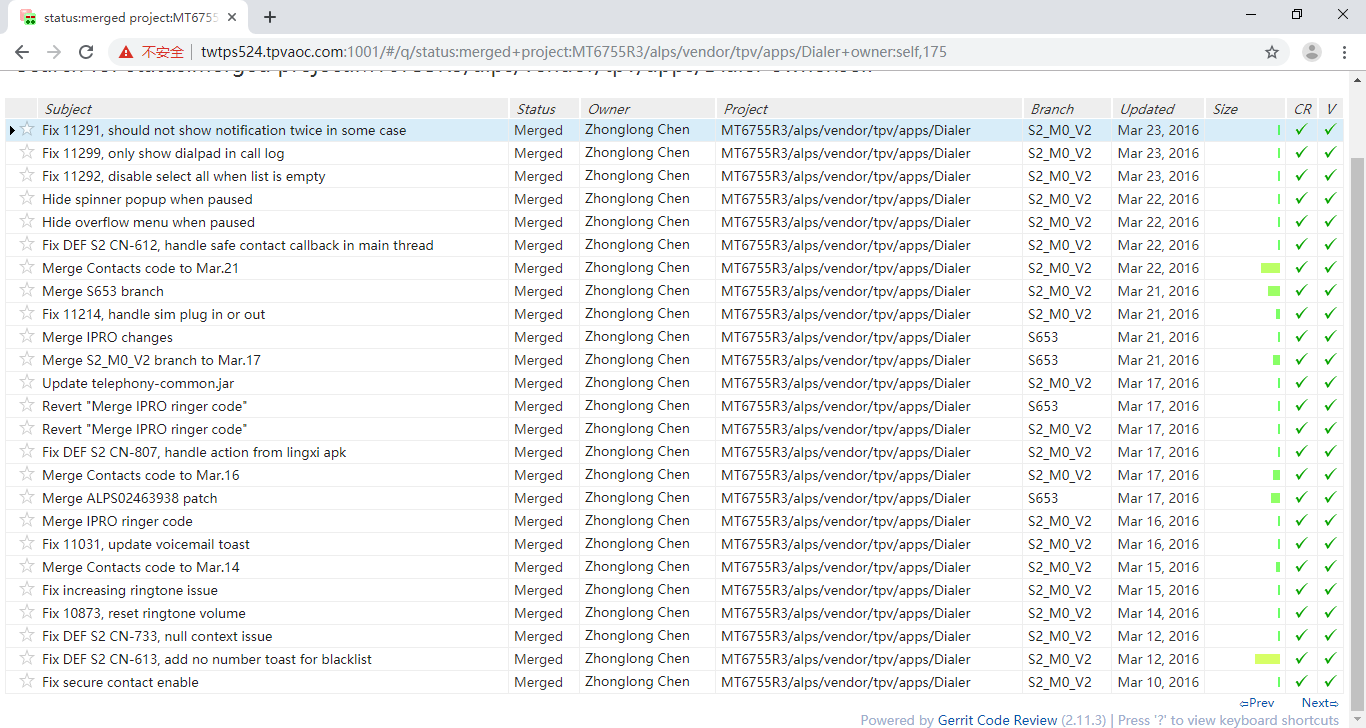 status:merged project:MT6755
不安全 twtps524.tpvaoc.com:1001/#/q/status:merged+project:MT6755R3/alps/vendor/tpv/apps/Dialer+owner:self,175
Search for status:merged project:MT6755R3/alps/vendor/tpv/apps/Dialer owner:self
Subject Status Owner Project Branch Updated Size CR V
Fix 11291, should not show notification twice in some case Merged Zhonglong Chen MT6755R3/alps/vendor/tpv/apps/Dialer S2_M0_V2 Mar 23, 2016
Fix 11299, only show dialpad in call log Merged Zhonglong Chen MT6755R3/alps/vendor/tpv/apps/Dialer S2_M0_V2 Mar 23, 2016
Fix 11292, disable select all when list is empty Merged Zhonglong Chen MT6755R3/alps/vendor/tpv/apps/Dialer S2_M0_V2 Mar 23, 2016
Hide spinner popup when paused Merged Zhonglong Chen MT6755R3/alps/vendor/tpv/apps/Dialer S2_M0_V2 Mar 22, 2016
Hide overflow menu when paused Merged Zhonglong Chen MT6755R3/alps/vendor/tpv/apps/Dialer S2_M0_V2 Mar 22, 2016
Fix DEF S2 CN-612, handle safe contact callback in main thread Merged Zhonglong Chen MT6755R3/alps/vendor/tpv/apps/Dialer S2_M0_V2 Mar 22, 2016
Merge Contacts code to Mar.21 Merged Zhonglong Chen MT6755R3/alps/vendor/tpv/apps/Dialer S2_M0_V2 Mar 22, 2016
Merge S653 branch Merged Zhonglong Chen MT6755R3/alps/vendor/tpv/apps/Dialer S2_M0_V2 Mar 21, 2016
Fix 11214, handle sim plug in or out Merged Zhonglong Chen MT6755R3/alps/vendor/tpv/apps/Dialer S2_M0_V2 Mar 21, 2016
Merge IPRO changes Merged Zhonglong Chen MT6755R3/alps/vendor/tpv/apps/Dialer S653 Mar 21, 2016
Merge S2_M0_V2 branch to Mar.17 Merged Zhonglong Chen MT6755R3/alps/vendor/tpv/apps/Dialer S653 Mar 21, 2016
Update telephony-common.jar Merged Zhonglong Chen MT6755R3/alps/vendor/tpv/apps/Dialer S2_M0_V2 Mar 17, 2016
Revert "Merge IPRO ringer code" Merged Zhonglong Chen MT6755R3/alps/vendor/tpv/apps/Dialer S653 Mar 17, 2016
Revert "Merge IPRO ringer code" Merged Zhonglong Chen MT6755R3/alps/vendor/tpv/apps/Dialer S2_M0_V2 Mar 17, 2016
Fix DEF S2 CN-807, handle action from lingxi apk Merged Zhonglong Chen MT6755R3/alps/vendor/tpv/apps/Dialer S2_M0_V2 Mar 17, 2016
Merge Contacts code to Mar.16 Merged Zhonglong Chen MT6755R3/alps/vendor/tpv/apps/Dialer S2_M0_V2 Mar 17, 2016
Merge ALPS02463938 patch Merged Zhonglong Chen MT6755R3/alps/vendor/tpv/apps/Dialer S653 Mar 17, 2016
Merge IPRO ringer code Merged Zhonglong Chen MT6755R3/alps/vendor/tpv/apps/Dialer S2_M0_V2 Mar 16, 2016
Fix 11031, update voicemail toast Merged Zhonglong Chen MT6755R3/alps/vendor/tpv/apps/Dialer S2_M0_V2 Mar 16, 2016
Merge Contacts code to Mar.14 Merged Zhonglong Chen MT6755R3/alps/vendor/tpv/apps/Dialer S2_M0_V2 Mar 15, 2016
Fix increasing ringtone issue Merged Zhonglong Chen MT6755R3/alps/vendor/tpv/apps/Dialer S2_M0_V2 Mar 15, 2016
Fix 10873, reset ringtone volume Merged Zhonglong Chen MT6755R3/alps/vendor/tpv/apps/Dialer S2_M0_V2 Mar 14, 2016
Fix DEF S2 CN-733, null context issue Merged Zhonglong Chen MT6755R3/alps/vendor/tpv/apps/Dialer S2_M0_V2 Mar 12, 2016
Fix DEF S2 CN-613, add no number toast for blacklist Merged Zhonglong Chen MT6755R3/alps/vendor/tpv/apps/Dialer S2_M0_V2 Mar 12, 2016
Fix secure contact enable Merged Zhonglong Chen MT6755R3/alps/vendor/tpv/apps/Dialer S2_M0_V2 Mar 10, 2016
⇦Prev Next⇨
Powered by Gerrit Code Review (2.11.3) | Press '?' to view keyboard shortcuts